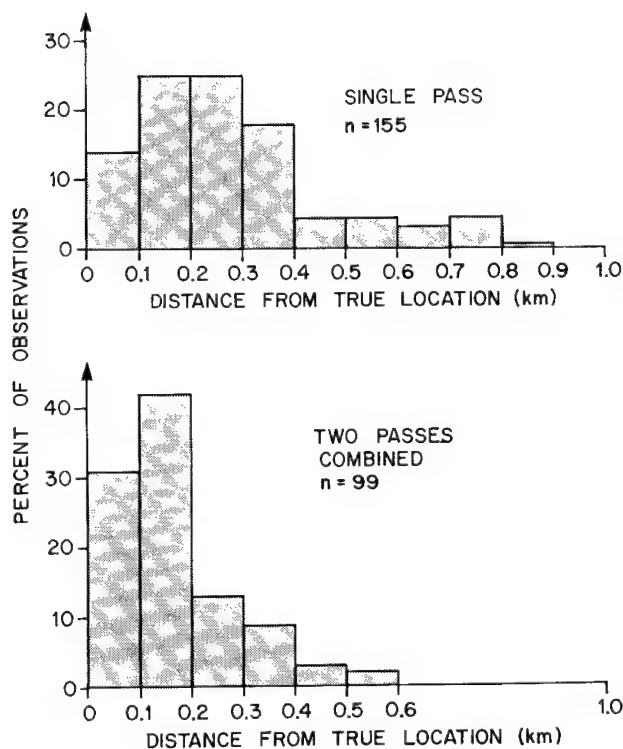 PERCENT OF OBSERVATIONS
30
20
10
0
SINGLE PASS
n = 155
0 0.1 0.2 0.3 0.4 0.5 0.6 0.7 0.8 0.9 1.0
DISTANCE FROM TRUE LOCATION (km)
40
30
20
10
0
TWO PASSES
COMBINED
n = 99
0 0.1 0.2 0.3 0.4 0.5 0.6 1.0
DISTANCE FROM TRUE LOCATION (km)